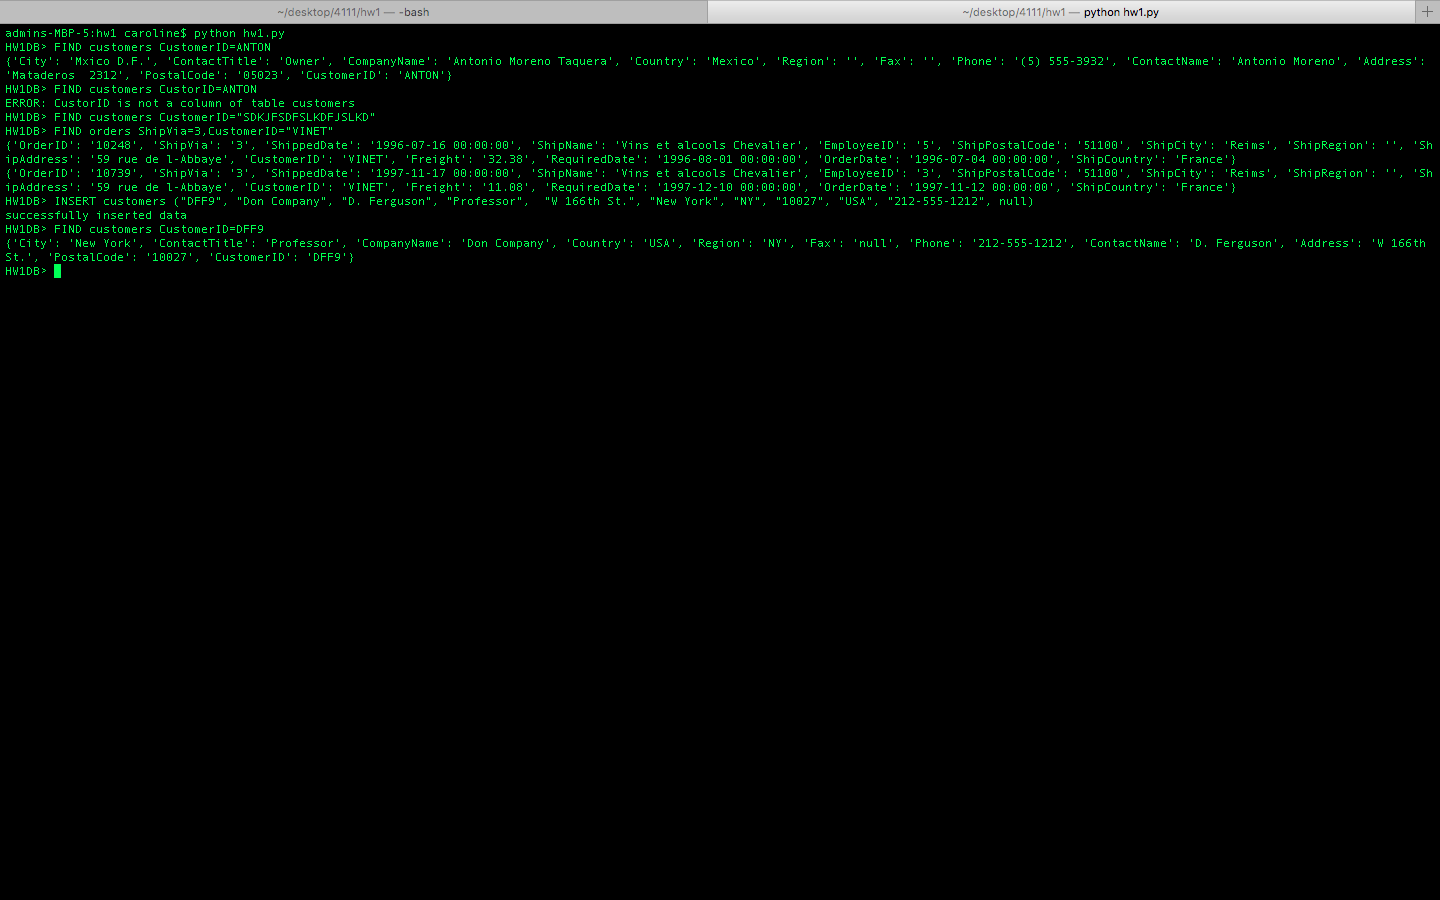 ~/desktop/4111/hw1 — -bash
~/desktop/4111/hw1 — python hw1.py
admins-MBP-5:hw1 caroline$ python hw1.py
HW1DB> FIND customers CustomerID=ANTON
{'City': 'Mxico D.F.', 'ContactTitle': 'Owner', 'CompanyName': 'Antonio Moreno Taquera', 'Country': 'Mexico', 'Region': '', 'Fax': '', 'Phone': '(5) 555-3932', 'ContactName': 'Antonio Moreno', 'Address':
'Mataderos  2312', 'PostalCode': '05023', 'CustomerID': 'ANTON'}
HW1DB> FIND customers CustorID=ANTON
ERROR: CustorID is not a column of table customers
HW1DB> FIND customers CustomerID="SDKJFSDFSLKDFJSLKD"
HW1DB> FIND orders ShipVia=3,CustomerID="VINET"
{'OrderID': '10248', 'ShipVia': '3', 'ShippedDate': '1996-07-16 00:00:00', 'ShipName': 'Vins et alcools Chevalier', 'EmployeeID': '5', 'ShipPostalCode': '51100', 'ShipCity': 'Reims', 'ShipRegion': '', 'Sh
ipAddress': '59 rue de l-Abbaye', 'CustomerID': 'VINET', 'Freight': '32.38', 'RequiredDate': '1996-08-01 00:00:00', 'OrderDate': '1996-07-04 00:00:00', 'ShipCountry': 'France'}
{'OrderID': '10739', 'ShipVia': '3', 'ShippedDate': '1997-11-17 00:00:00', 'ShipName': 'Vins et alcools Chevalier', 'EmployeeID': '3', 'ShipPostalCode': '51100', 'ShipCity': 'Reims', 'ShipRegion': '', 'Sh
ipAddress': '59 rue de l-Abbaye', 'CustomerID': 'VINET', 'Freight': '11.08', 'RequiredDate': '1997-12-10 00:00:00', 'OrderDate': '1997-11-12 00:00:00', 'ShipCountry': 'France'}
HW1DB> INSERT customers ("DFF9", "Don Company", "D. Ferguson", "Professor",  "W 166th St.", "New York", "NY", "10027", "USA", "212-555-1212", null)
successfully inserted data
HW1DB> FIND customers CustomerID=DFF9
{'City': 'New York', 'ContactTitle': 'Professor', 'CompanyName': 'Don Company', 'Country': 'USA', 'Region': 'NY', 'Fax': 'null', 'Phone': '212-555-1212', 'ContactName': 'D. Ferguson', 'Address': 'W 166th
St.', 'PostalCode': '10027', 'CustomerID': 'DFF9'}
HW1DB>